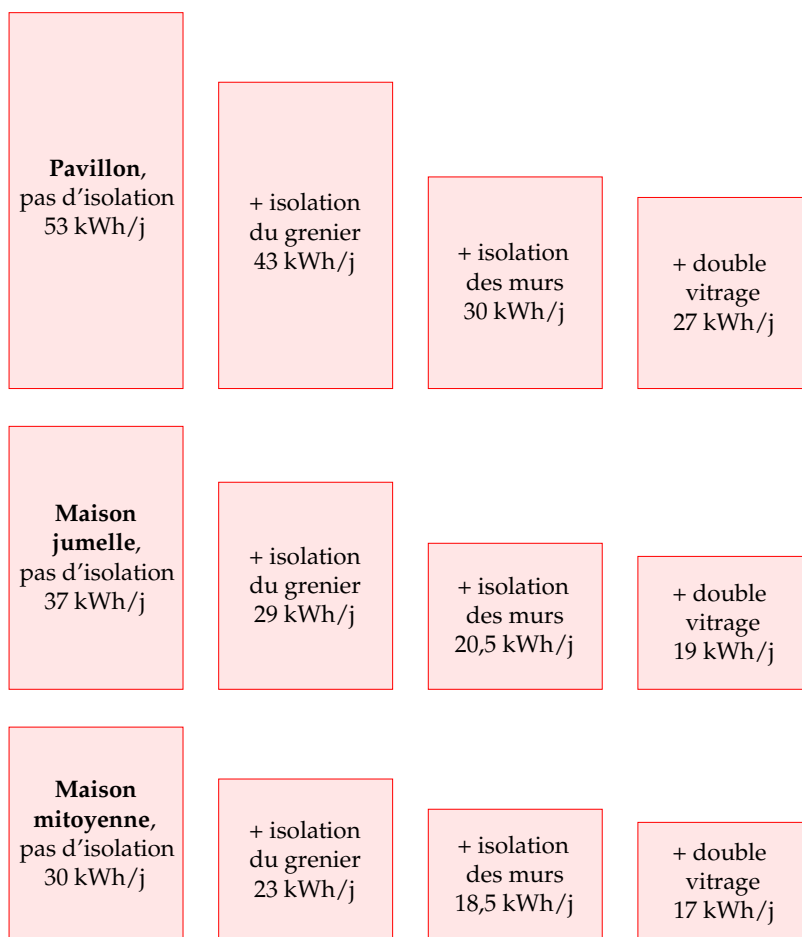 Pavillon,
pas d'isolation
53 kWh/j
+ isolation
du grenier
43 kWh/j
+ isolation
des murs
30 kWh/j
+ double
vitrage
27 kWh/j
Maison
jumelle,
pas d'isolation
37 kWh/j
+ isolation
du grenier
29 kWh/j
+ isolation
des murs
20,5 kWh/j
+ double
vitrage
19 kWh/j
Maison
mitoyenne,
pas d'isolation
30 kWh/j
+ isolation
du grenier
23 kWh/j
+ isolation
des murs
18,5 kWh/j
+ double
vitrage
17 kWh/j